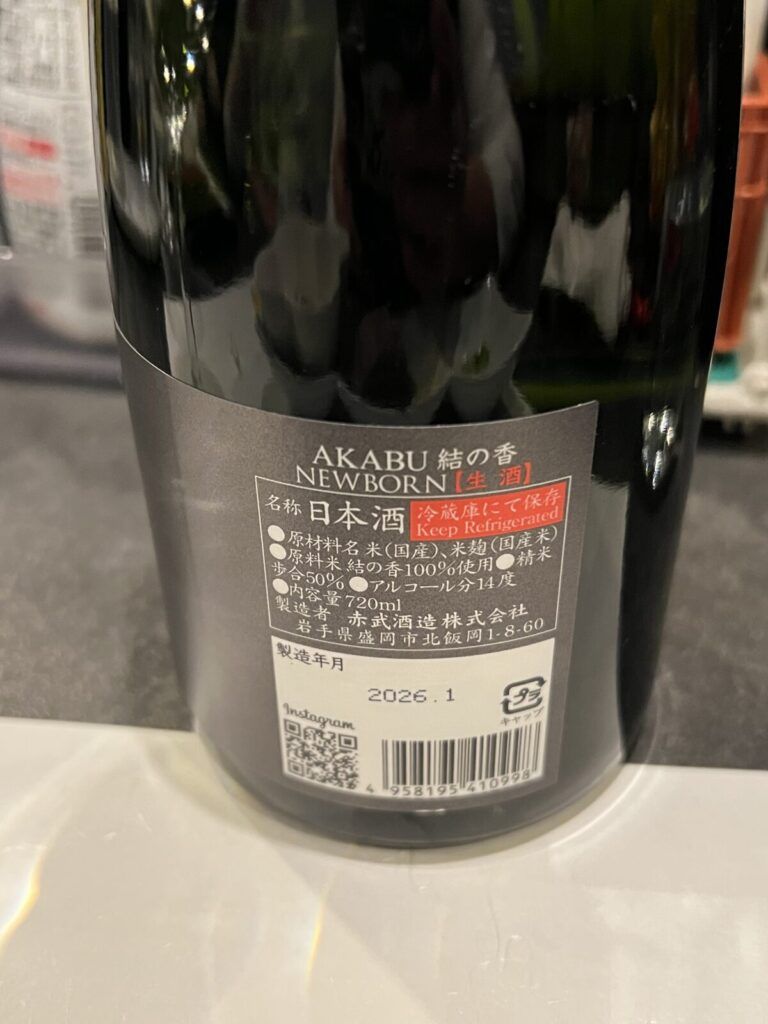 AKABU 結の香
NEWBORN【生 酒】
名称 日本酒 冷蔵庫にて保存
Keep Refrigerated
●原材料名 米(国産)、米麹(国産米)
●原料米 結の香100%使用●精米
歩合50% ●アルコール分14度
●内容量 720ml
製造者 赤武酒造株式会社
岩手県盛岡市北飯岡1-8-60
製造年月
2026.1
プラ
キャップ
Instagram
4 958195 410998